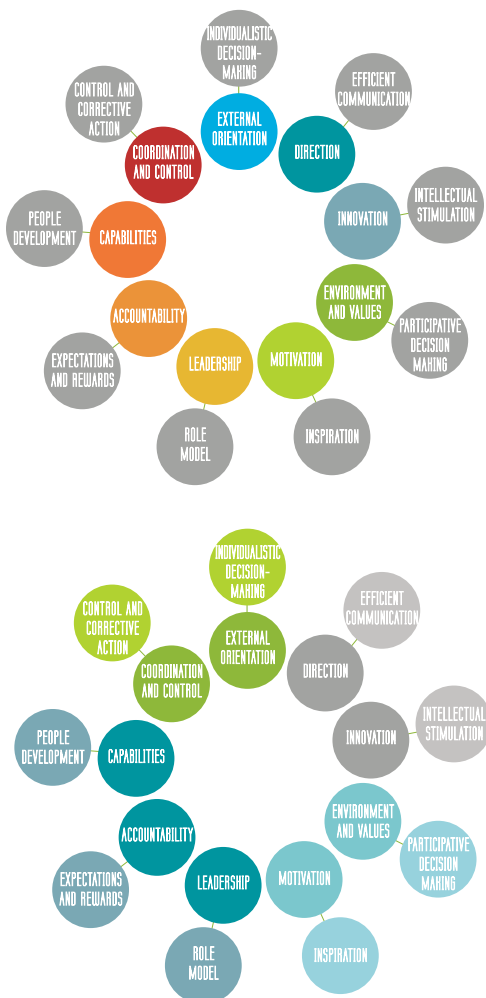 INDIVIDUALISTIC
DECISION-
MAKING
EXTERNAL
ORIENTATION
EFFICIENT
COMMUNICATION
DIRECTION
INTELLECTUAL
STIMULATION
INNOVATION
ENVIRONMENT
AND VALUES
PARTICIPATIVE
DECISION
MAKING
MOTIVATION
INSPIRATION
LEADERSHIP
ROLE
MODEL
ACCOUNTABILITY
EXPECTATIONS
AND REWARDS
CAPABILITIES
PEOPLE
DEVELOPMENT
COORDINATION
AND CONTROL
CONTROL AND
CORRECTIVE
ACTION
INDIVIDUALISTIC
DECISION-
MAKING
EXTERNAL
ORIENTATION
EFFICIENT
COMMUNICATION
DIRECTION
INTELLECTUAL
STIMULATION
INNOVATION
ENVIRONMENT
AND VALUES
PARTICIPATIVE
DECISION
MAKING
MOTIVATION
INSPIRATION
LEADERSHIP
ROLE
MODEL
ACCOUNTABILITY
EXPECTATIONS
AND REWARDS
CAPABILITIES
PEOPLE
DEVELOPMENT
COORDINATION
AND CONTROL
CONTROL AND
CORRECTIVE
ACTION